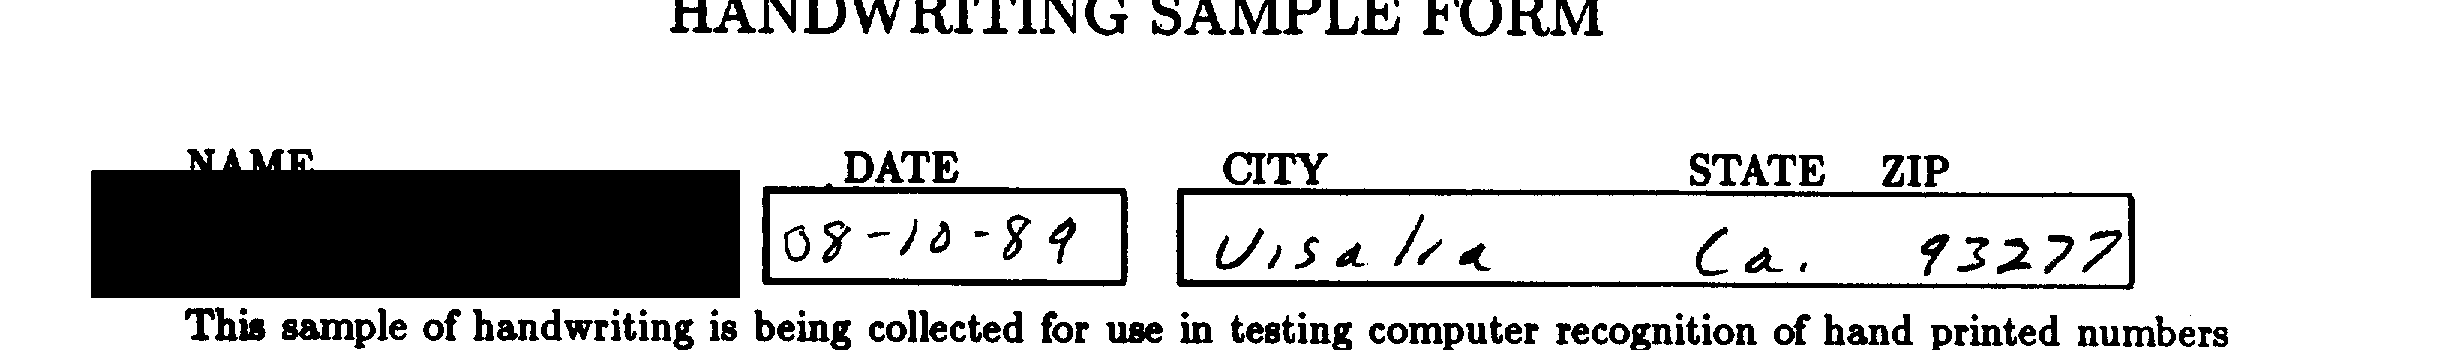 HANDWRITING SAMPLE FORM
NAME DATE CITY STATE ZIP
08-10-89 Visalia Ca. 93277
This sample of handwriting is being collected for use in testing computer recognition of hand printed numbers